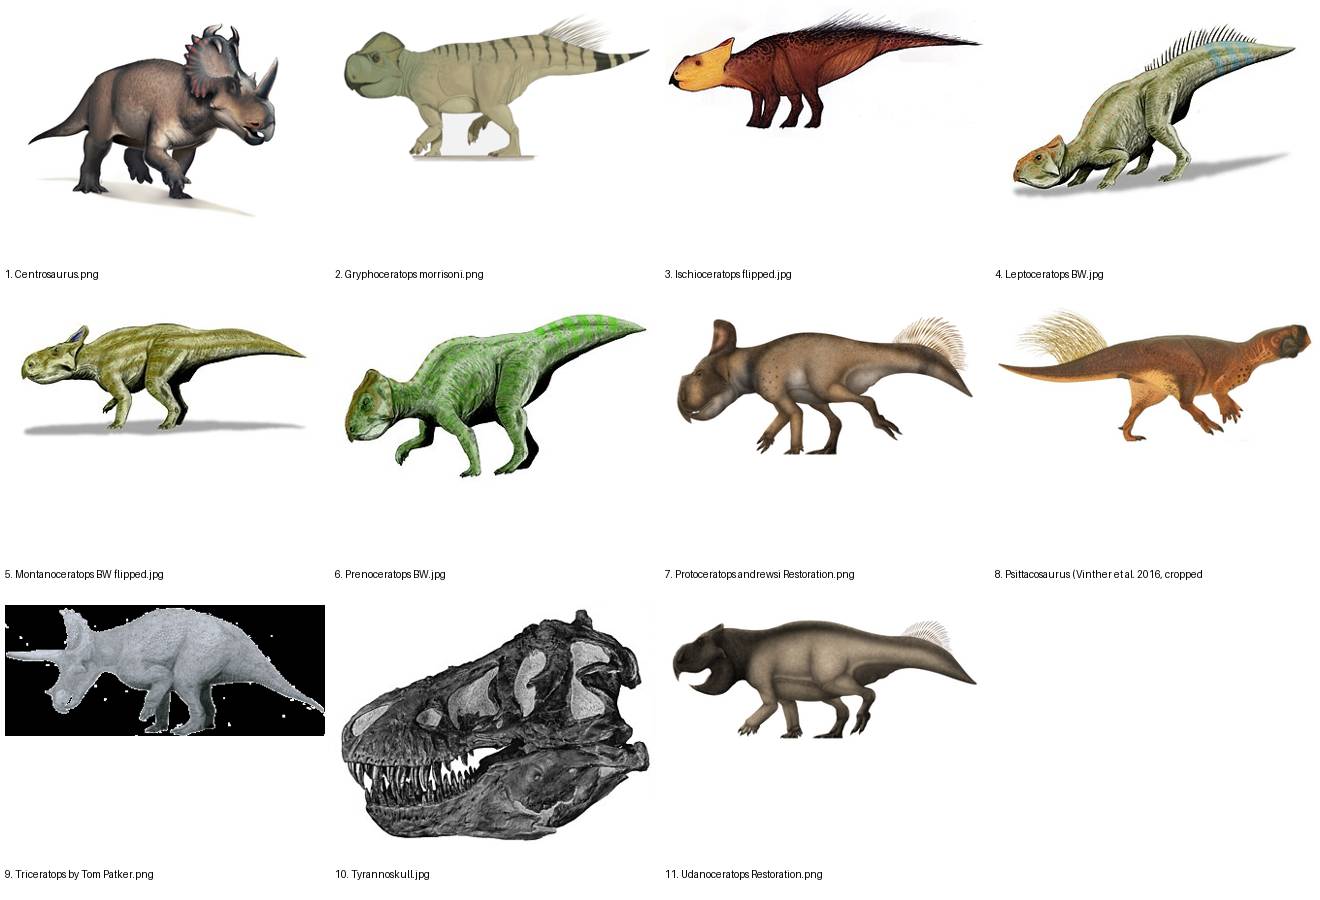 1. Centrosaurus.png
2. Gryphoceratops morrisoni.png
3. Ischioceratops flipped.jpg
4. Leptoceratops BW.jpg
5. Montanoceratops BW flipped.jpg
6. Prenoceratops BW.jpg
7. Protoceratops andrewsi Restoration.png
8. Psittacosaurus (Vinther et al. 2016, cropped
9. Triceratops by Tom Patker.png
10. Tyrannoskull.jpg
11. Udanoceratops Restoration.png